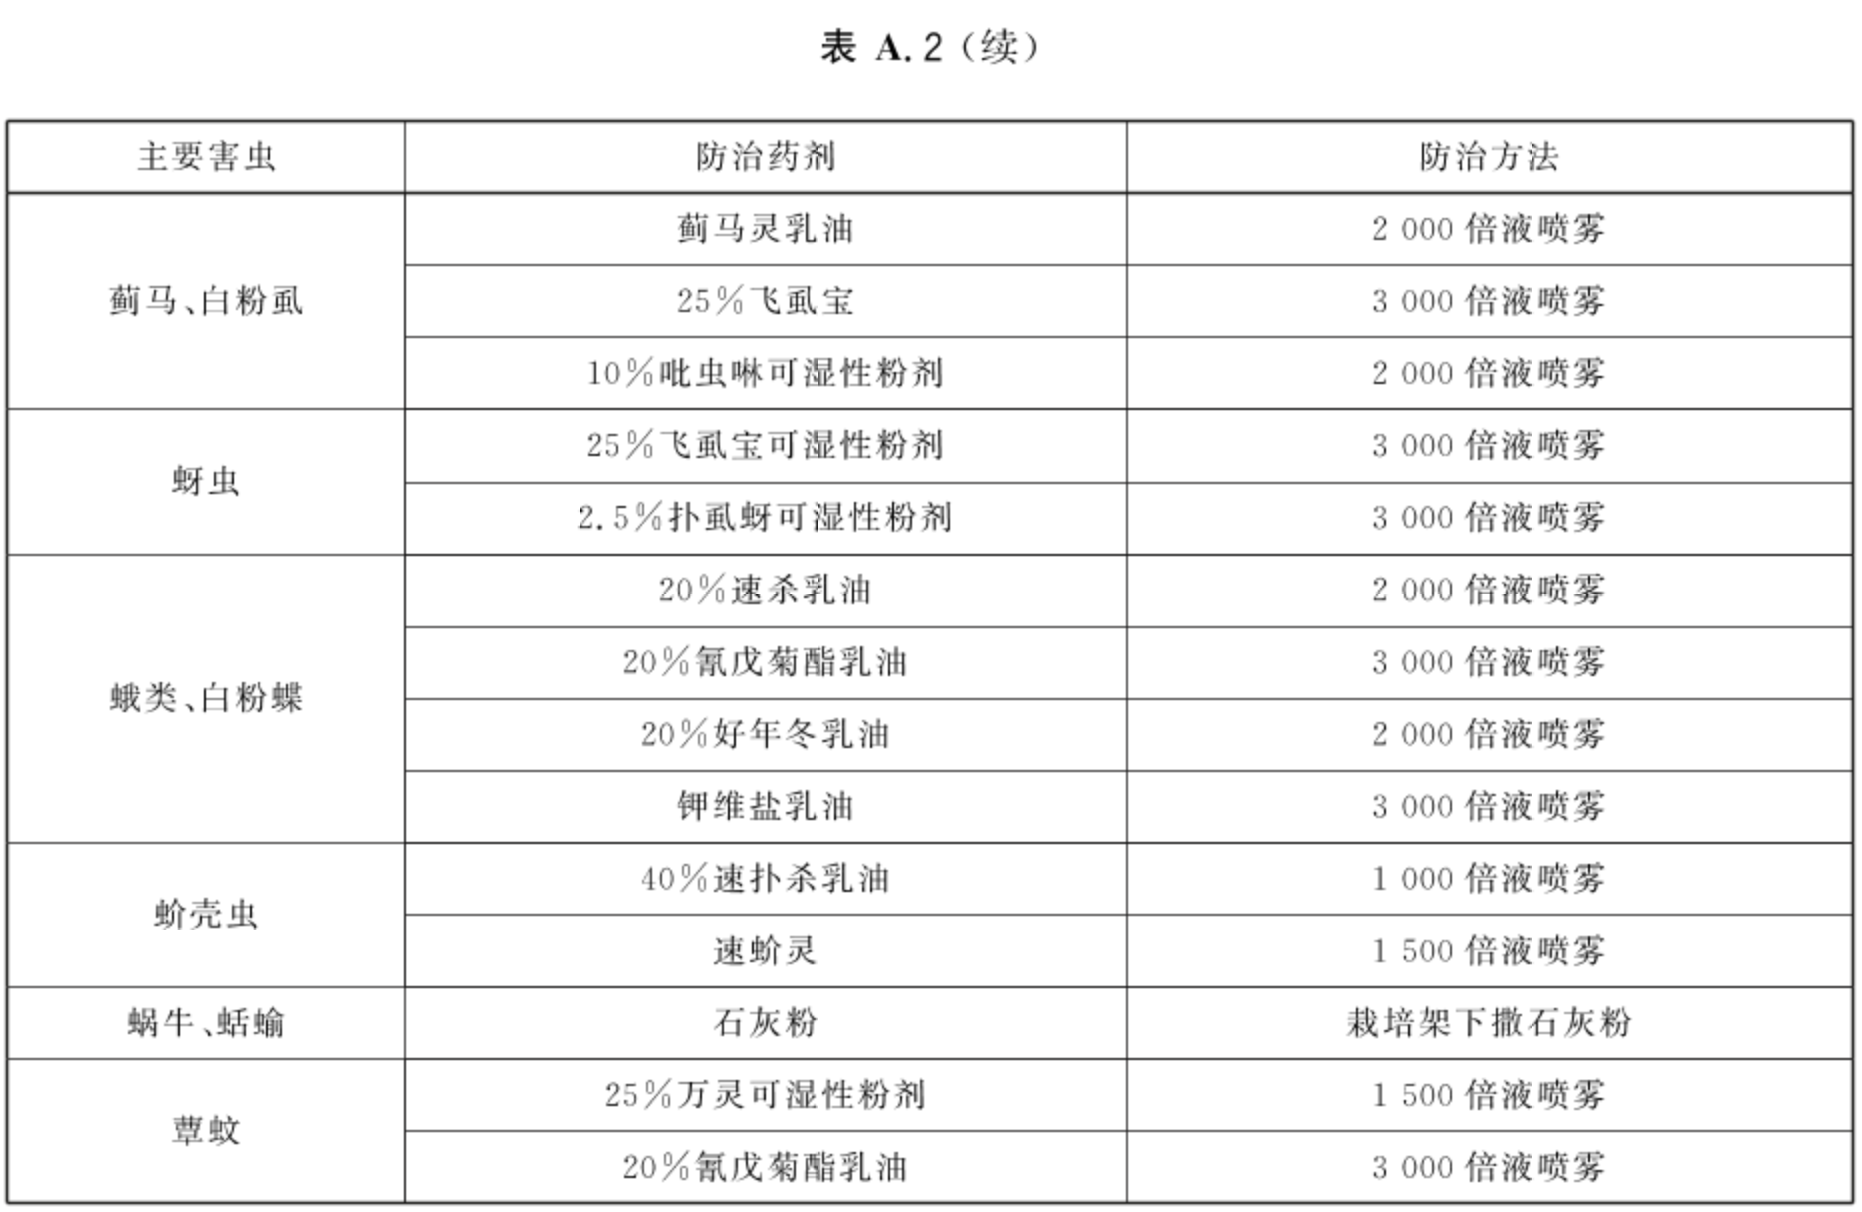 表 A.2（续）
主要害虫 防治药剂 防治方法
蓟马、白粉虱 蓟马灵乳油 2 000 倍液喷雾
25%飞虱宝 3 000 倍液喷雾
10%吡虫啉可湿性粉剂 2 000 倍液喷雾
蚜虫 25%飞虱宝可湿性粉剂 3 000 倍液喷雾
2.5%扑虱蚜可湿性粉剂 3 000 倍液喷雾
蛾类、白粉蝶 20%速杀乳油 2 000 倍液喷雾
20%氰戊菊酯乳油 3 000 倍液喷雾
20%好年冬乳油 2 000 倍液喷雾
钾维盐乳油 3 000 倍液喷雾
蚧壳虫 40%速扑杀乳油 1 000 倍液喷雾
速蚧灵 1 500 倍液喷雾
蜗牛、蛞蝓 石灰粉 栽培架下撒石灰粉
蕈蚊 25%万灵可湿性粉剂 1 500 倍液喷雾
20%氰戊菊酯乳油 3 000 倍液喷雾